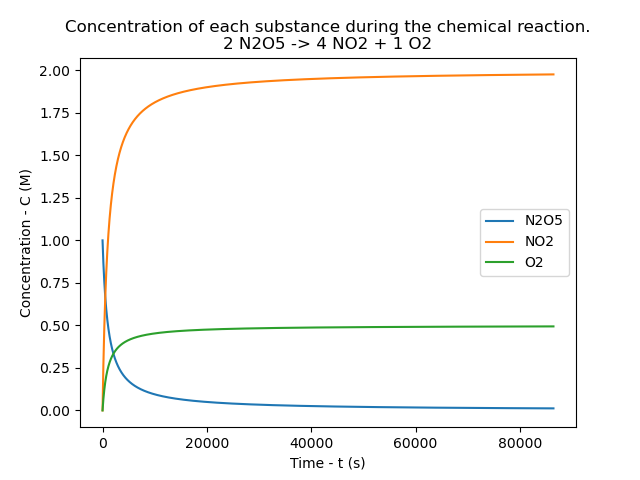 Concentration of each substance during the chemical reaction.
2 N2O5 -> 4 NO2 + 1 O2
2.00
1.75
1.50
1.25
1.00
0.75
0.50
0.25
0.00
Concentration - C (M)
N2O5
NO2
O2
0 20000 40000 60000 80000
Time - t (s)